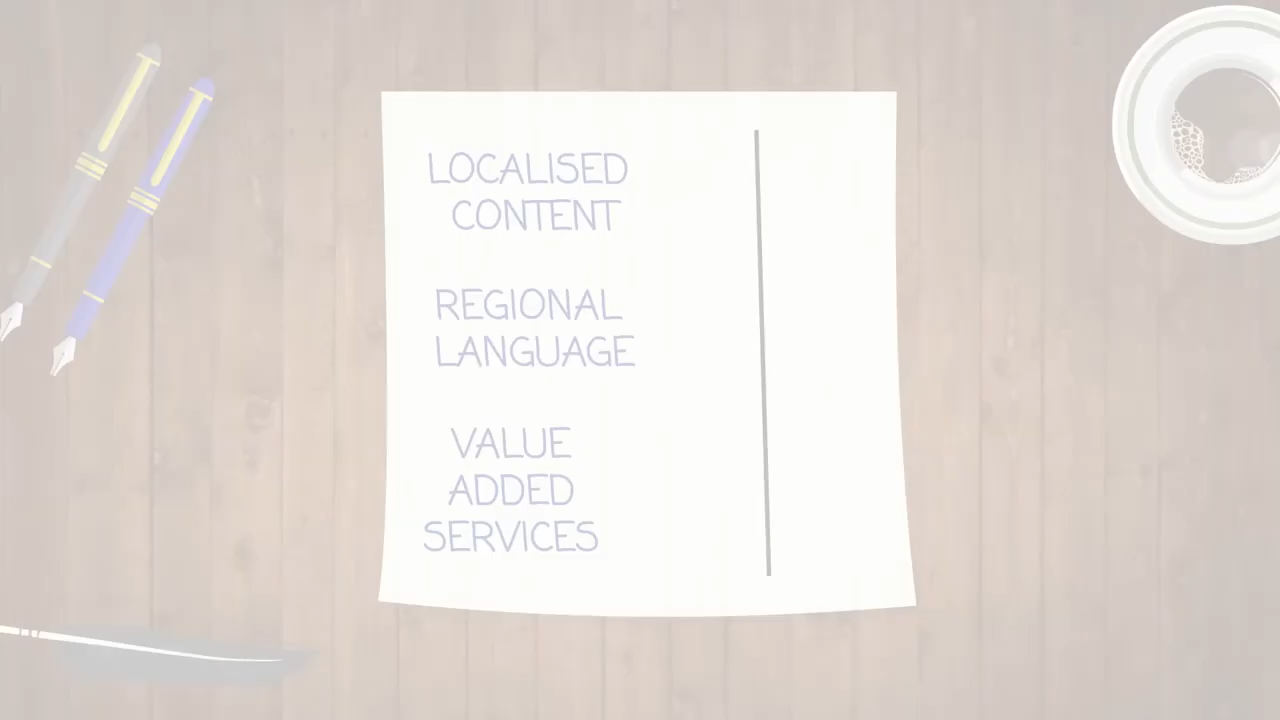 LOCALISED
CONTENT
REGIONAL
LANGUAGE
VALUE
ADDED
SERVICES